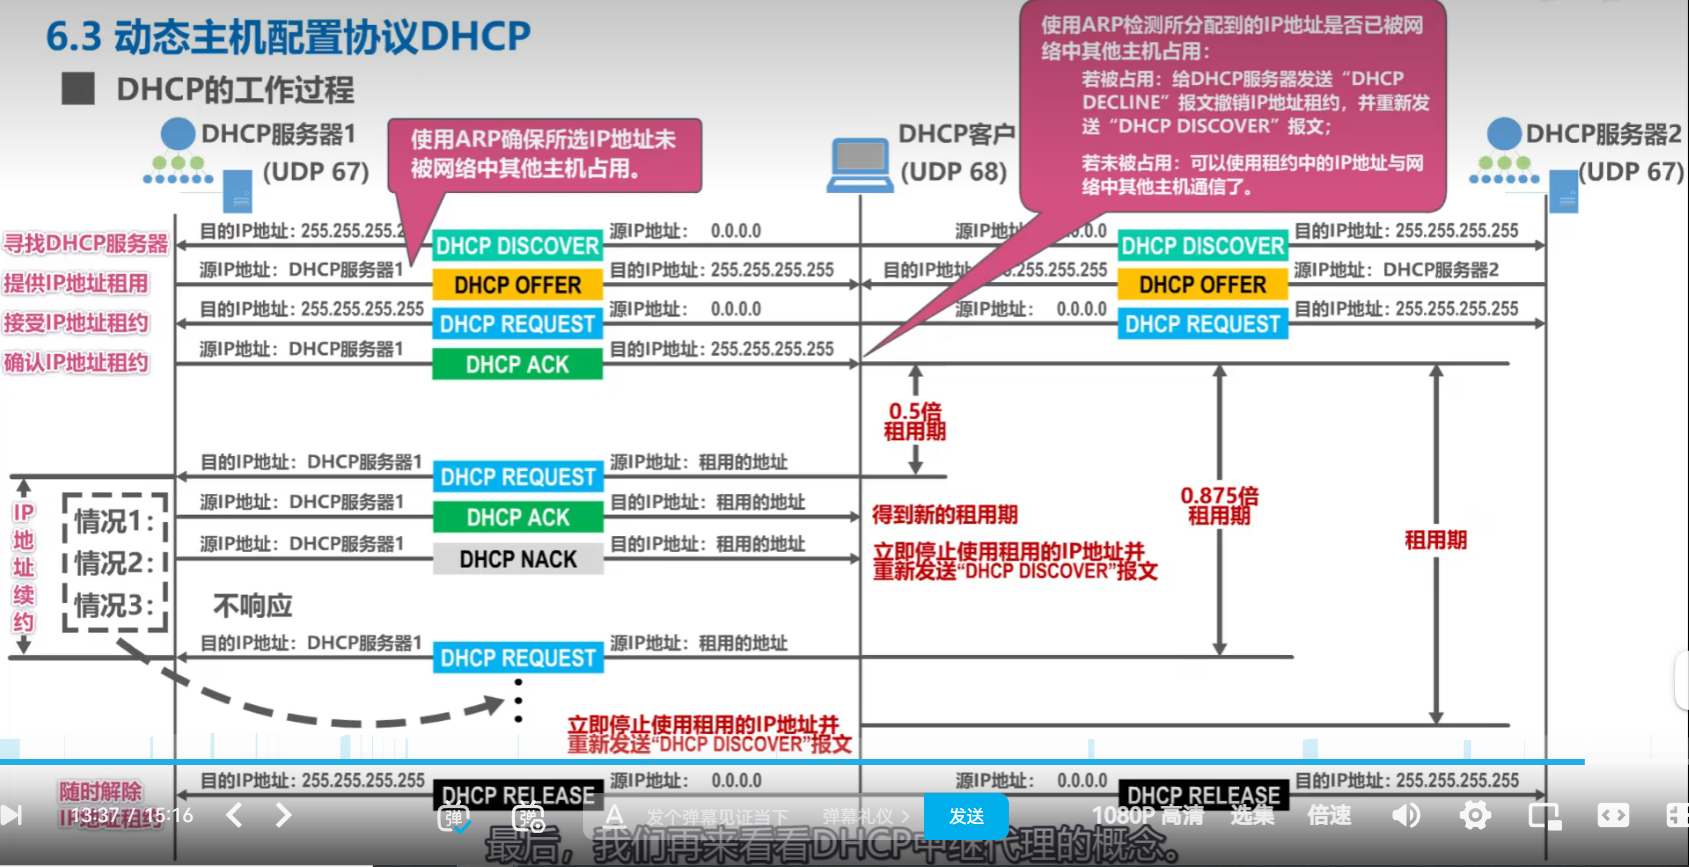 6.3 动态主机配置协议DHCP
DHCP的工作过程
使用ARP检测所分配到的IP地址是否已被网
络中其他主机占用：
若被占用：给DHCP服务器发送“DHCP
DECLINE”报文撤销IP地址租约，并重新发
送“DHCP DISCOVER”报文；
若未被占用：可以使用租约中的IP地址与网
络中其他主机通信了。
DHCP服务器1
(UDP 67)
使用ARP确保所选IP地址未
被网络中其他主机占用。
DHCP客户
(UDP 68)
DHCP服务器2
(UDP 67)
寻找DHCP服务器
目的IP地址：255.255.255.2
DHCP DISCOVER
源IP地址： 0.0.0.0
源IP地 .0.0
DHCP DISCOVER
目的IP地址：255.255.255.255
提供IP地址租用
源IP地址：DHCP服务器1
DHCP OFFER
目的IP地址：255.255.255.255
目的IP地址 .255.255.255
DHCP OFFER
源IP地址：DHCP服务器2
接受IP地址租约
目的IP地址：255.255.255.255
DHCP REQUEST
源IP地址： 0.0.0.0
源IP地址： 0.0.0.0
DHCP REQUEST
目的IP地址：255.255.255.255
确认IP地址租约
源IP地址：DHCP服务器1
DHCP ACK
目的IP地址：255.255.255.255
0.5倍
租用期
0.875倍
租用期
租用期
IP地址续约
目的IP地址：DHCP服务器1
DHCP REQUEST
源IP地址：租用的地址
情况1：
源IP地址：DHCP服务器1
DHCP ACK
目的IP地址：租用的地址
得到新的租用期
情况2：
源IP地址：DHCP服务器1
DHCP NACK
目的IP地址：租用的地址
立即停止使用租用的IP地址并
重新发送“DHCP DISCOVER”报文
情况3：
不响应
目的IP地址：DHCP服务器1
DHCP REQUEST
源IP地址：租用的地址
立即停止使用租用的IP地址并
重新发送“DHCP DISCOVER”报文
随时解除
IP地址租约
目的IP地址：255.255.255.255
DHCP RELEASE
源IP地址： 0.0.0.0
源IP地址： 0.0.0.0
DHCP RELEASE
目的IP地址：255.255.255.255
13:37 / 15:16
弹
弹
A
发个弹幕见证当下
弹幕礼仪
发送
1080P 高清
选集
倍速
最后，我们再来看看DHCP中继代理的概念。